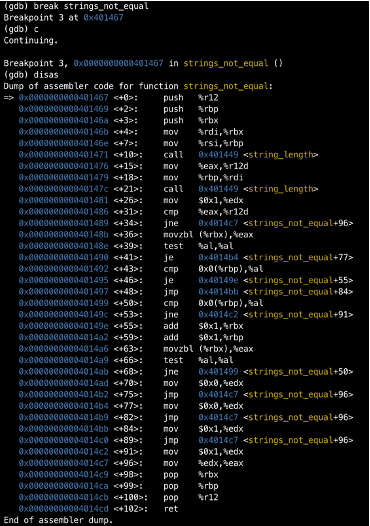 (gdb) break strings_not_equal
Breakpoint 3 at 0x401467
(gdb) c
Continuing.

Breakpoint 3, 0x0000000000401467 in strings_not_equal ()
(gdb) disas
Dump of assembler code for function strings_not_equal:
=> 0x0000000000401467 <+0>: push %r12
0x0000000000401469 <+2>: push %rbp
0x000000000040146a <+3>: push %rbx
0x000000000040146b <+4>: mov %rdi,%rbx
0x000000000040146e <+7>: mov %rsi,%rbp
0x0000000000401471 <+10>: call 0x401449 <string_length>
0x0000000000401476 <+15>: mov %eax,%r12d
0x0000000000401479 <+18>: mov %rbp,%rdi
0x000000000040147c <+21>: call 0x401449 <string_length>
0x0000000000401481 <+26>: mov $0x1,%edx
0x0000000000401486 <+31>: cmp %eax,%r12d
0x0000000000401489 <+34>: jne 0x4014c7 <strings_not_equal+96>
0x000000000040148b <+36>: movzbl (%rbx),%eax
0x000000000040148e <+39>: test %al,%al
0x0000000000401490 <+41>: je 0x4014b4 <strings_not_equal+77>
0x0000000000401492 <+43>: cmp 0x0(%rbp),%al
0x0000000000401495 <+46>: je 0x40149e <strings_not_equal+55>
0x0000000000401497 <+48>: jmp 0x4014bb <strings_not_equal+84>
0x0000000000401499 <+50>: cmp 0x0(%rbp),%al
0x000000000040149c <+53>: jne 0x4014c2 <strings_not_equal+91>
0x000000000040149e <+55>: add $0x1,%rbx
0x00000000004014a2 <+59>: add $0x1,%rbp
0x00000000004014a6 <+63>: movzbl (%rbx),%eax
0x00000000004014a9 <+66>: test %al,%al
0x00000000004014ab <+68>: jne 0x401499 <strings_not_equal+50>
0x00000000004014ad <+70>: mov $0x0,%edx
0x00000000004014b2 <+75>: jmp 0x4014c7 <strings_not_equal+96>
0x00000000004014b4 <+77>: mov $0x0,%edx
0x00000000004014b9 <+82>: jmp 0x4014c7 <strings_not_equal+96>
0x00000000004014bb <+84>: mov $0x1,%edx
0x00000000004014c0 <+89>: jmp 0x4014c7 <strings_not_equal+96>
0x00000000004014c2 <+91>: mov $0x1,%edx
0x00000000004014c7 <+96>: mov %edx,%eax
0x00000000004014c9 <+98>: pop %rbx
0x00000000004014ca <+99>: pop %rbp
0x00000000004014cb <+100>: pop %r12
0x00000000004014cd <+102>: ret
End of assembler dump.